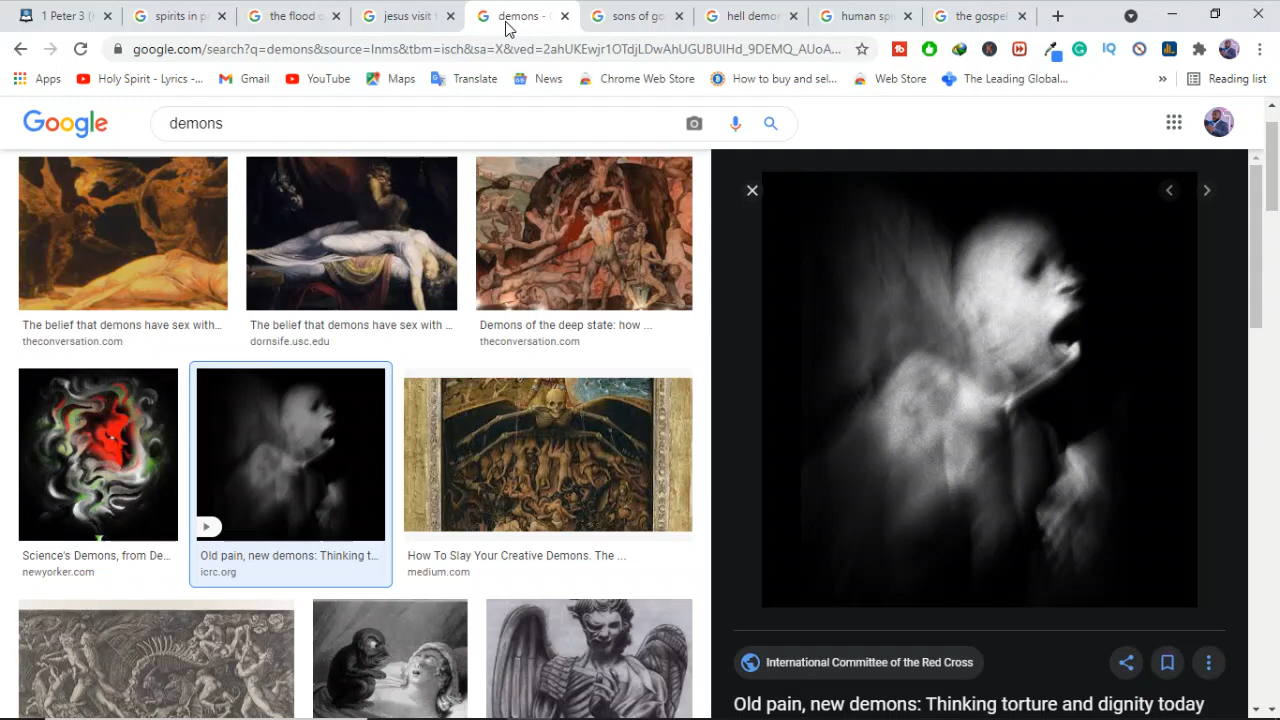 1 Peter 3 (
spirits in p
the flood c
jesus visit t
demons - G
sons of go
hell demo
human spi
the gospel
google.com/search?q=demons&source=lnms&tbm=isch&sa=X&ved=2ahUKEwjr1OTdjLDwAhUGUBUIHd_9DEMQ_AUoA...
Apps
Holy Spirit - Lyrics -...
Gmail
YouTube
Maps
Translate
News
Chrome Web Store
How to buy and sel...
Web Store
The Leading Global...
»
Reading list
Google
demons
The belief that demons have sex with...
theconversation.com
The belief that demons have sex with ...
dornsife.usc.edu
Demons of the deep state: how ...
theconversation.com
Science's Demons, from De...
newyorker.com
Old pain, new demons: Thinking t...
icrc.org
How To Slay Your Creative Demons. The ...
medium.com
International Committee of the Red Cross
Old pain, new demons: Thinking torture and dignity today